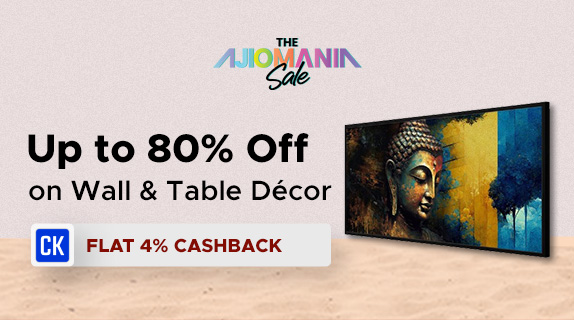 THE
AJIOMANIA
Sale
Up to 80% Off
on Wall & Table Décor
CK FLAT 4% CASHBACK